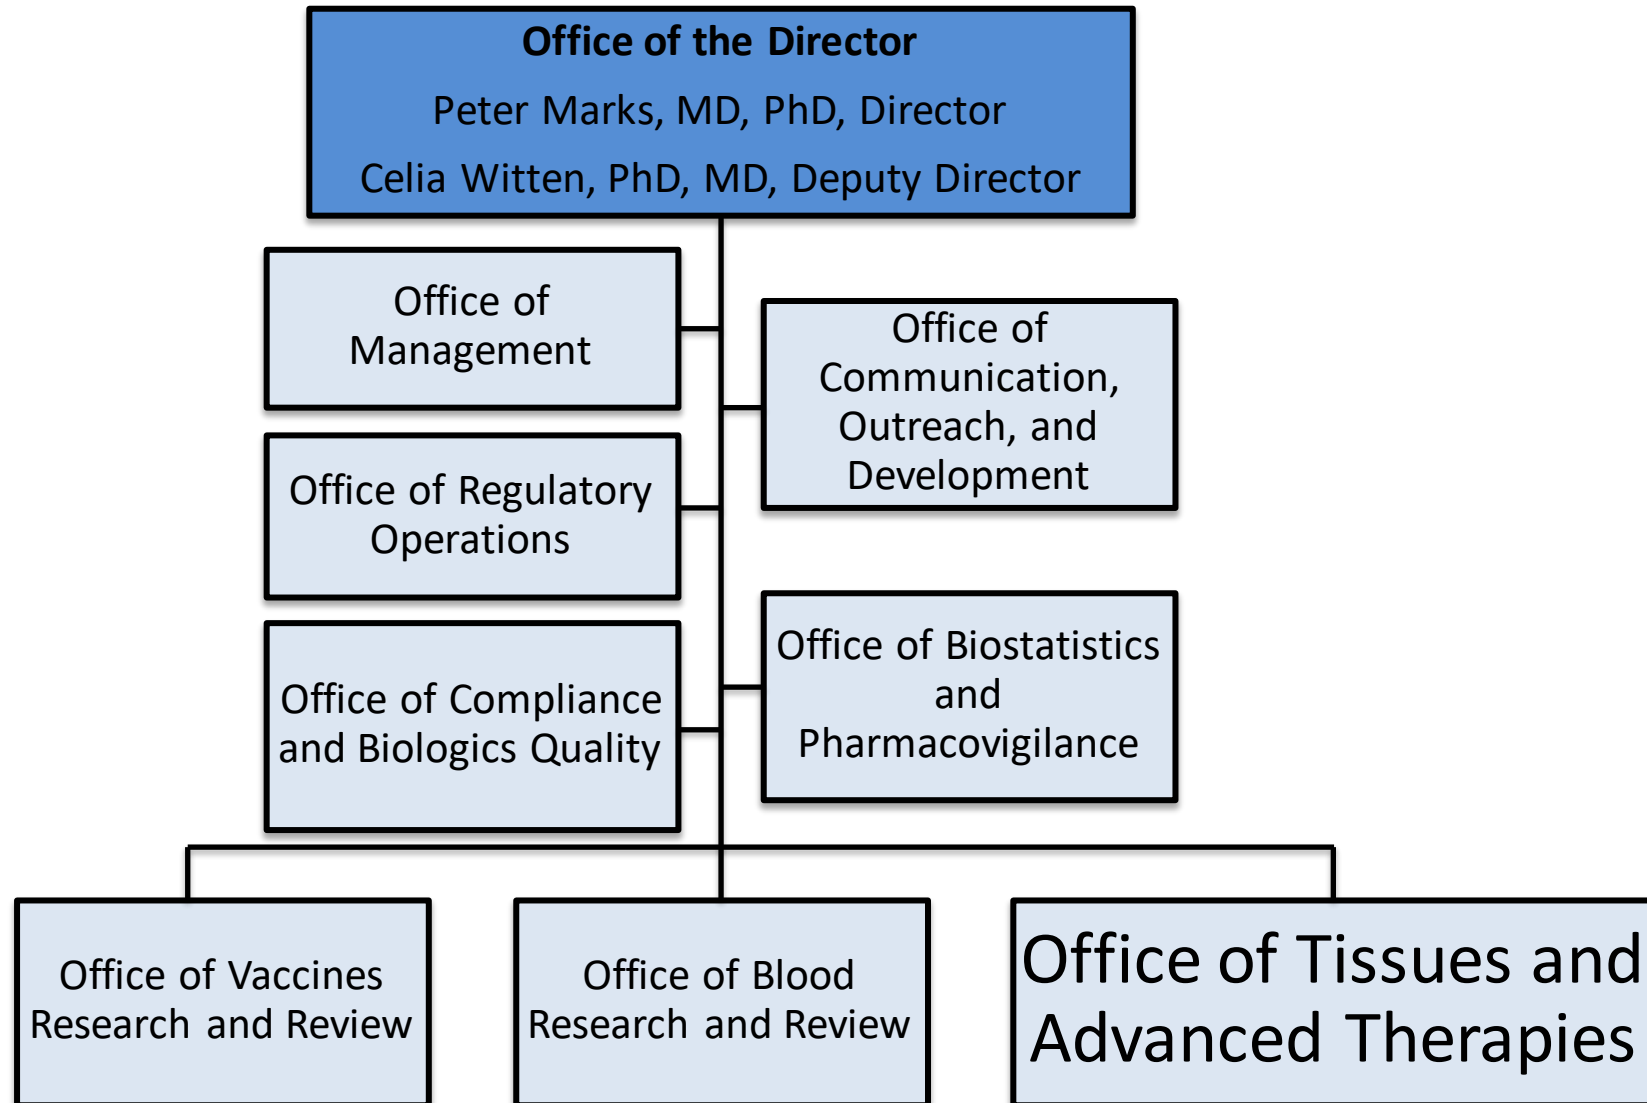 Office of the Director
Peter Marks, MD, PhD, Director
Celia Witten, PhD, MD, Deputy Director
Office of
Management
Office of
Communication,
Outreach, and
Development
Office of Regulatory
Operations
Office of Biostatistics
and
Pharmacovigilance
Office of Compliance
and Biologics Quality
Office of Vaccines
Research and Review
Office of Blood
Research and Review
Office of Tissues and
Advanced Therapies